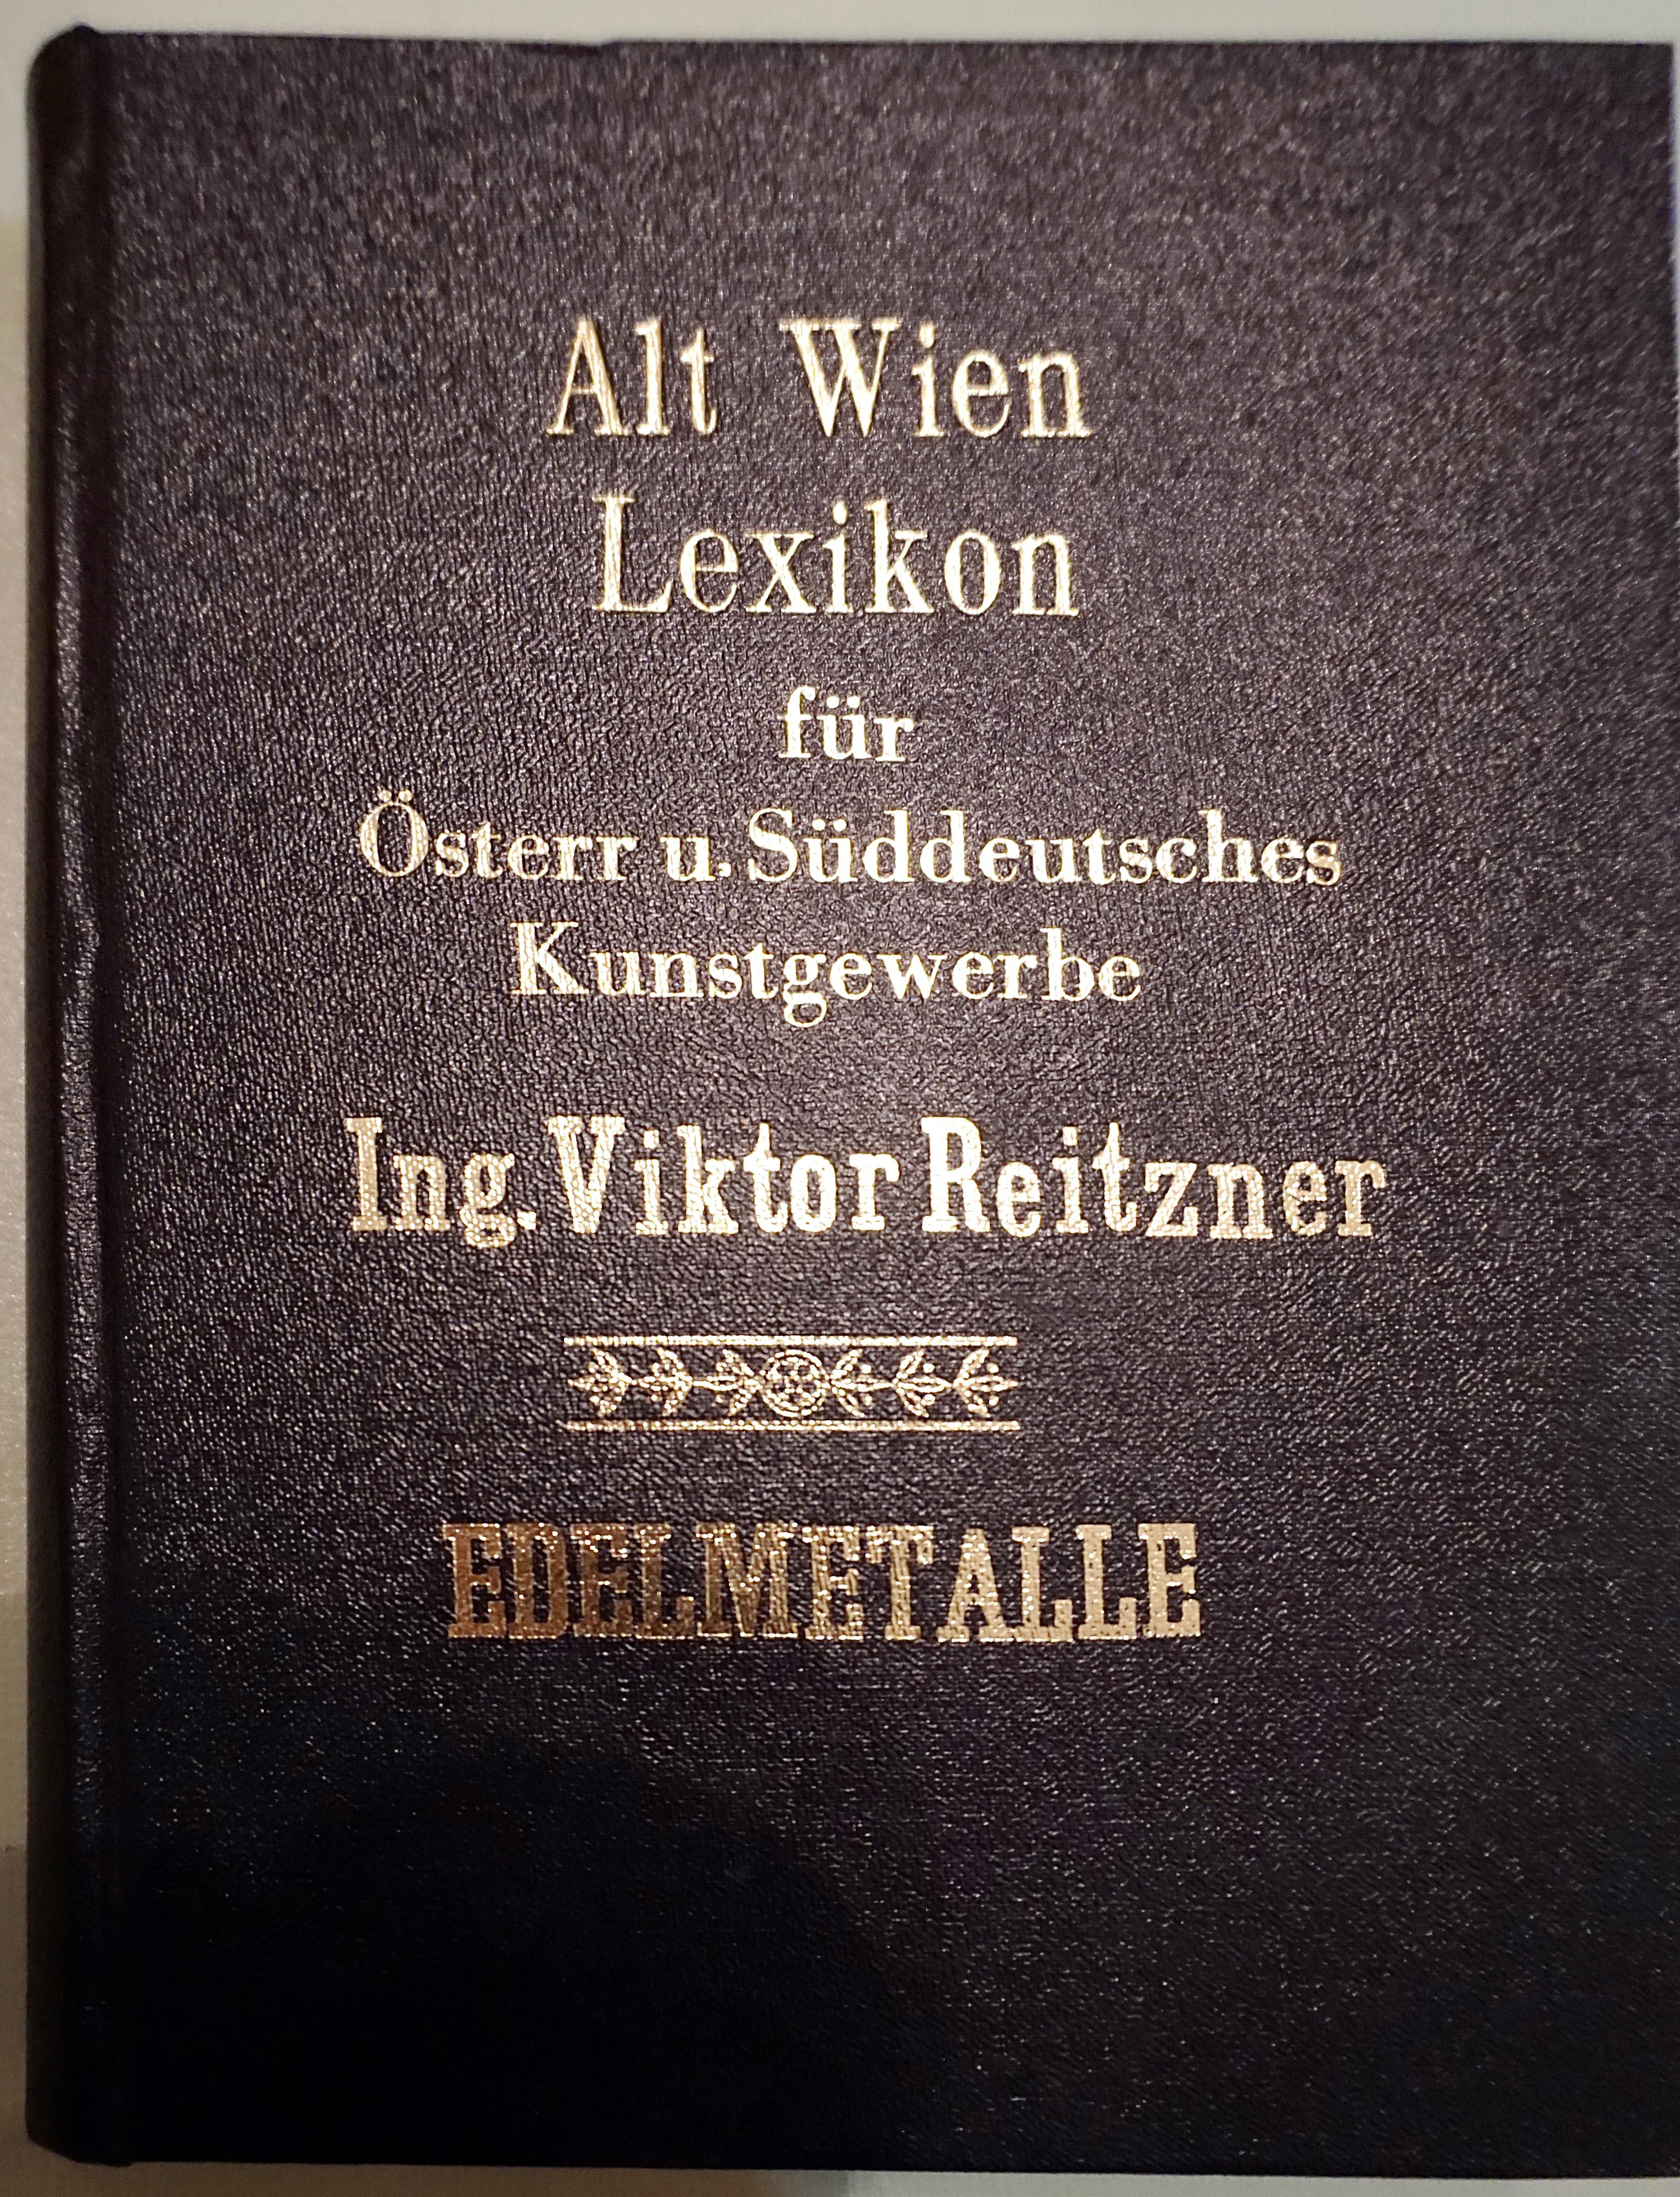 Alt Wien
Lexikon
für
Österr u. Süddeutsches
Kunstgewerbe
Ing. Viktor Reitzner
EDELMETALLE